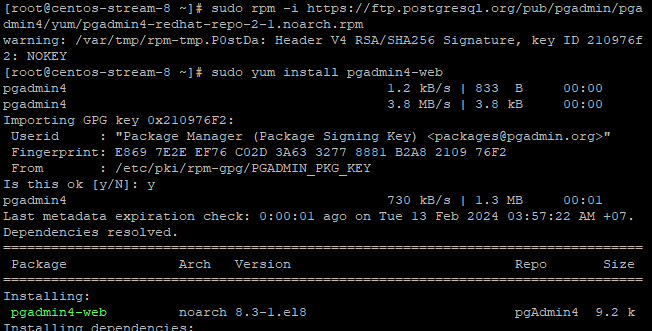 [root@centos-stream-8 ~]# sudo rpm -i https://ftp.postgresql.org/pub/pgadmin/pga
dmin4/yum/pgadmin4-redhat-repo-2-1.noarch.rpm
warning: /var/tmp/rpm-tmp.P0stDa: Header V4 RSA/SHA256 Signature, key ID 210976f
2: NOKEY
[root@centos-stream-8 ~]# sudo yum install pgadmin4-web
pgadmin4 1.2 kB/s | 833 B 00:00
pgadmin4 3.8 MB/s | 3.8 kB 00:00
Importing GPG key 0x210976F2:
Userid : "Package Manager (Package Signing Key) <packages@pgadmin.org>"
Fingerprint: E869 7E2E EF76 C02D 3A63 3277 8881 B2A8 2109 76F2
From : /etc/pki/rpm-gpg/PGADMIN_PKG_KEY
Is this ok [y/N]: y
pgadmin4 730 kB/s | 1.3 MB 00:01
Last metadata expiration check: 0:00:01 ago on Tue 13 Feb 2024 03:57:22 AM +07.
Dependencies resolved.
================================================================================
Package Arch Version Repo Size
================================================================================
Installing:
pgadmin4-web noarch 8.3-1.el8 pgAdmin4 9.2 k
Installing dependencies: